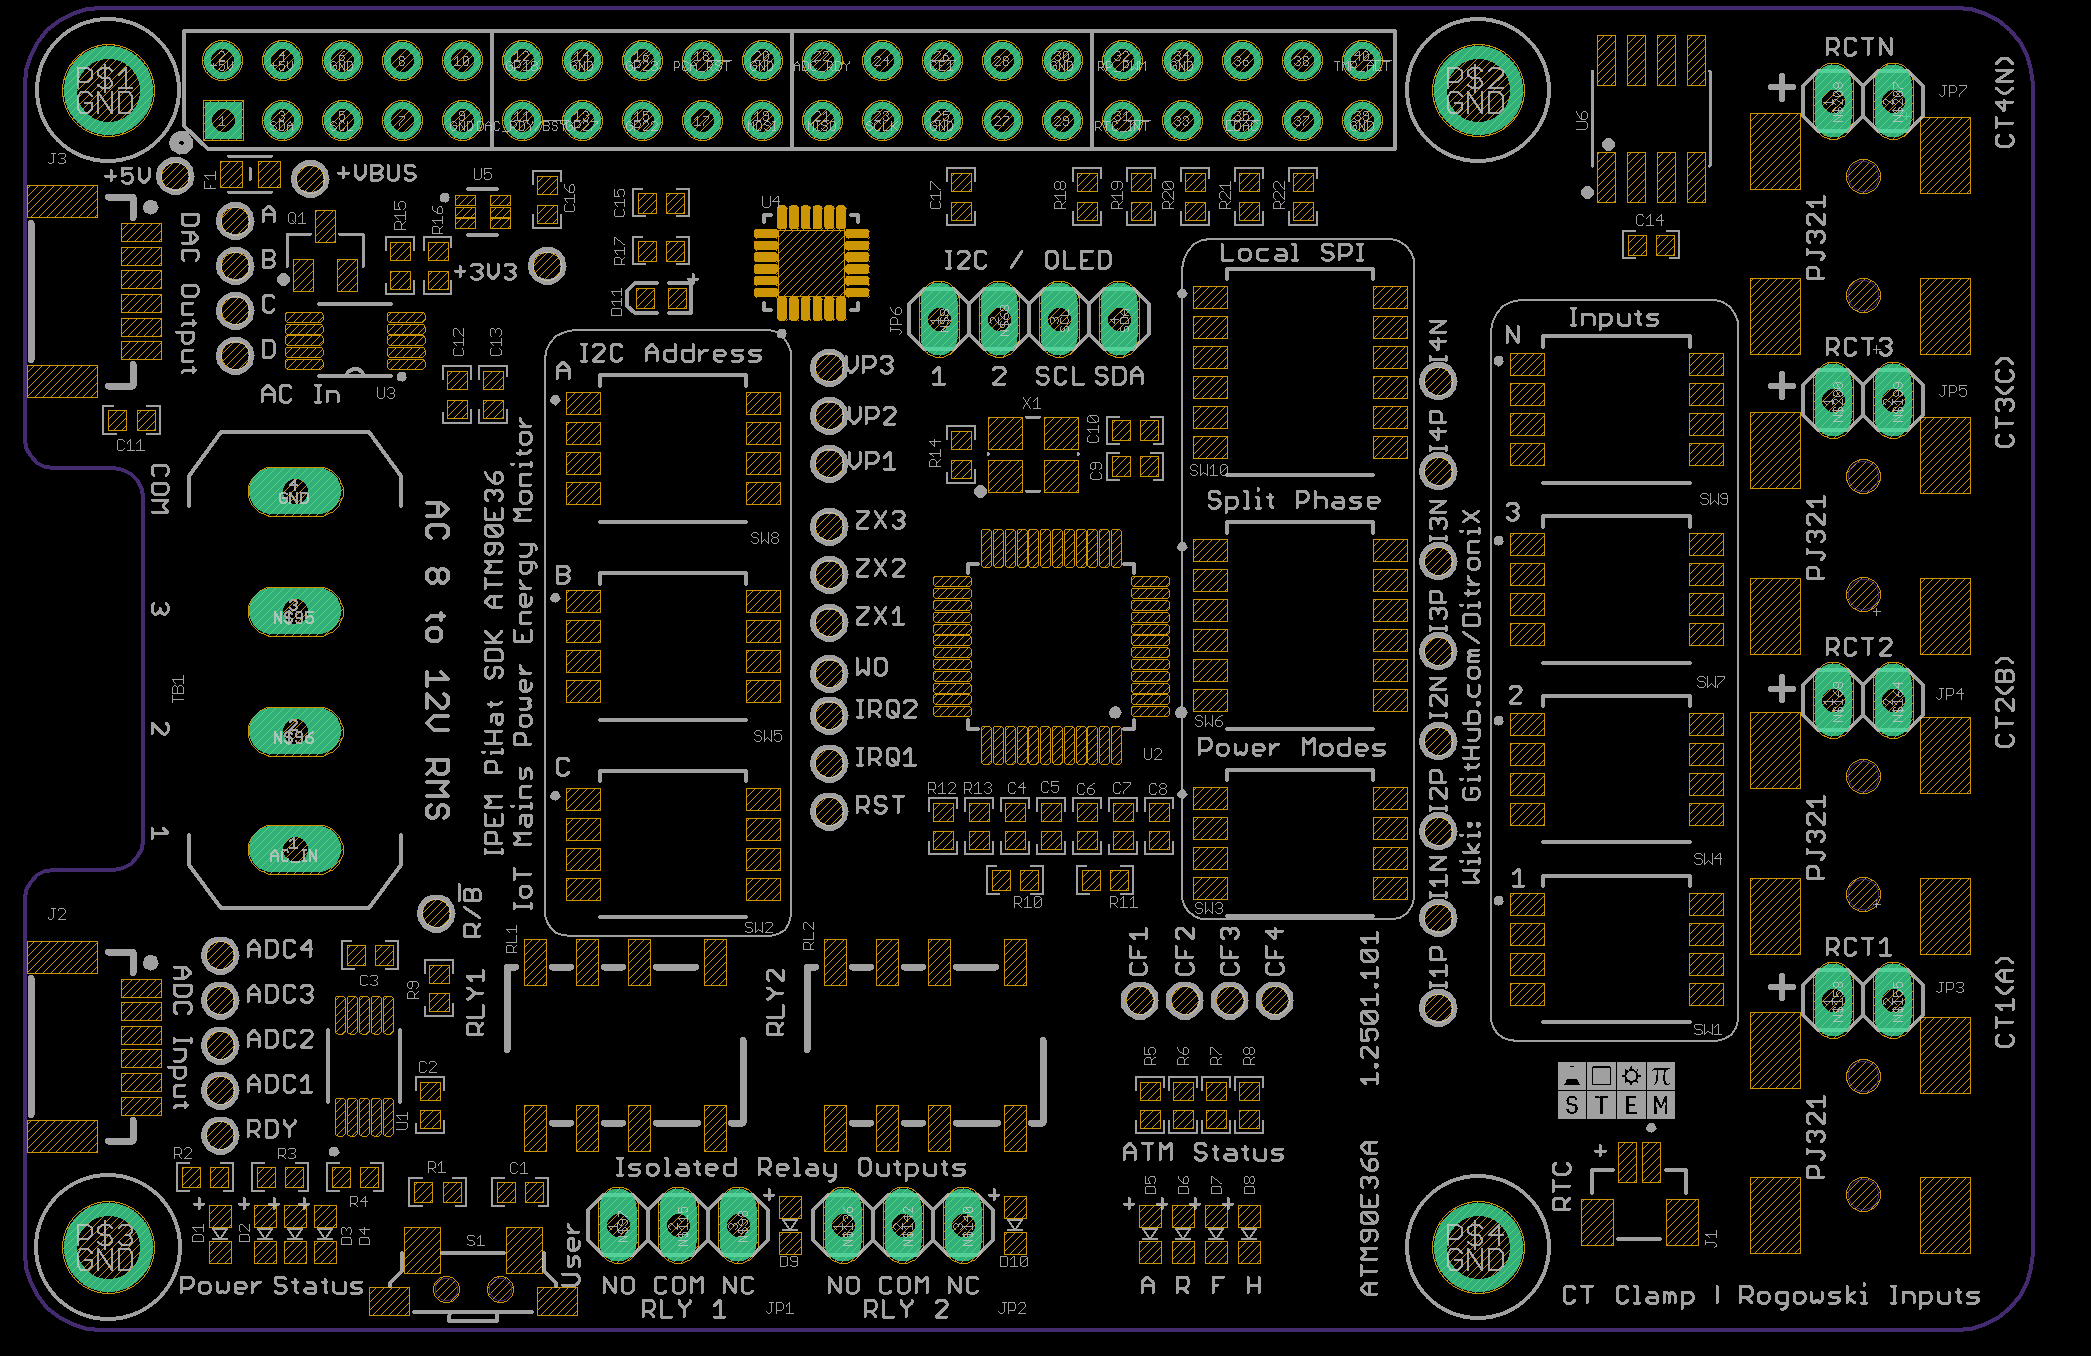 P$1
GND
P$2
GND
J3
+5V
F1
+VBUS
U5
C16
C15
U4
C17
R18
R19
R20
R21
R22
U6
C14
RCTN
JP7
CT4(N)
PJ321
DAC Output
A
B
C
D
Q1
R15
R16
+3V3
R17
D11
AC In
U3
C12
C13
C11
I2C / OLED
JP6
1
2
SCL
SDA
Local SPI
SW10
Split Phase
SW6
Power Modes
SW3
I2C Address
A
SW8
B
SW5
C
SW2
VP3
VP2
VP1
ZX3
ZX2
ZX1
WO
IRQ2
IRQ1
RST
X1
R14
C10
C9
U2
R12
R13
C4
C5
C6
C7
C8
R10
R11
I4N
I4P
I3N
I3P
I2N
I2P
I1N
I1P
Wiki: GitHub.com/DitroniX
Inputs
N
SW9
3
SW7
2
SW4
1
SW1
RCT3
JP5
CT3(C)
PJ321
RCT2
JP4
CT2(B)
PJ321
RCT1
JP3
CT1(A)
PJ321
COM
3
2
1
4
GND
3
N$95
2
N$96
1
AC_IN
TB1
AC 8 to 12V RMS
IPEM PiHat SDK ATM90E36
IoT Mains Power Energy Monitor
R/B
J2
ADC Input
ADC4
ADC3
ADC2
ADC1
RDY
C3
R9
C2
U1
R2
R3
R4
R1
C1
RL1
RLY1
RL2
RLY2
CF1
CF2
CF3
CF4
R5
R6
R7
R8
ATM Status
D5
D6
D7
D8
A R F H
1.2501.101
ATM90E36A
π
S T E M
RTC
J1
P$3
GND
D1
D2
D3
D4
Power Status
S1
User
Isolated Relay Outputs
NO COM NC
RLY 1
JP1
D9
NO COM NC
RLY 2
JP2
D10
P$4
GND
CT Clamp | Rogowski Inputs